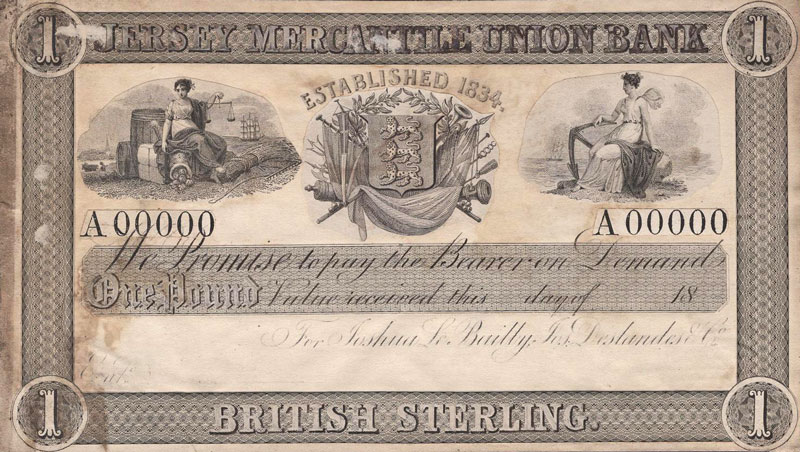 1 JERSEY MERCANTILE UNION BANK 1
ESTABLISHED 1834.
A 00000 A 00000
We Promise to pay the Bearer on Demand
One Pound Value received this day of 18
For Joshua Le Bailly, Jos. Deslandes & Co.
1 BRITISH STERLING. 1